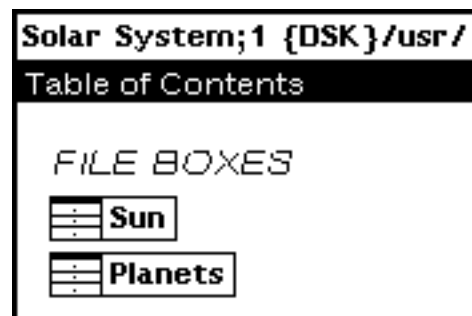 Solar System;1 {DSK}/usr/
Table of Contents
FILE BOXES
Sun
Planets